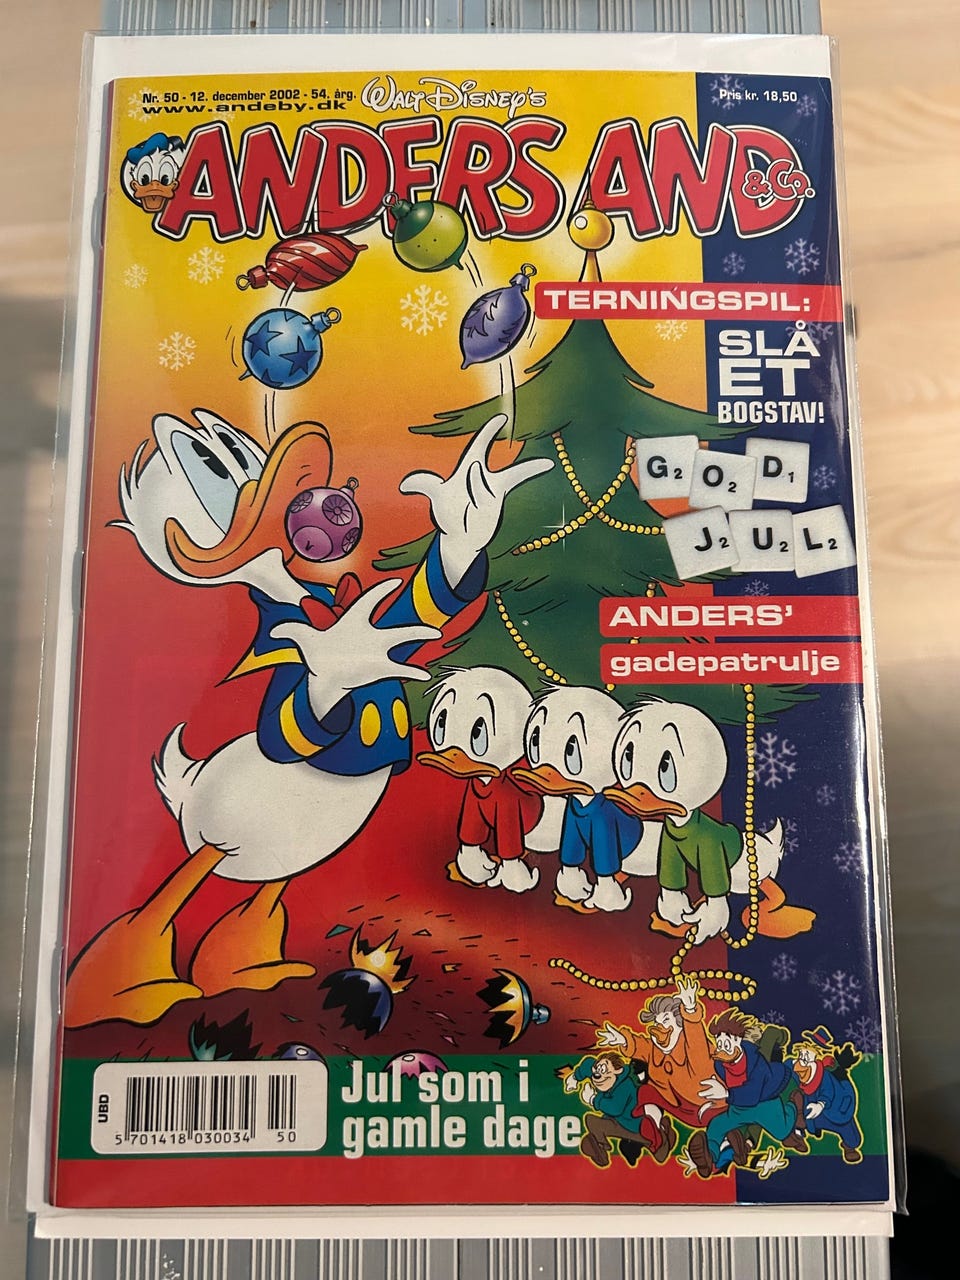 Nr. 50 - 12. december 2002 - 54. årg.
www.andeby.dk
Walt Disney's
Pris kr. 18,50
ANDERS AND
& Co.
TERNINGSPIL:
SLÅ
ET
BOGSTAV!
G2 O2 D1
J2 U2 L2
ANDERS'
gadepatrulje
Jul som i
gamle dage
UBD
5 701418 030034 50